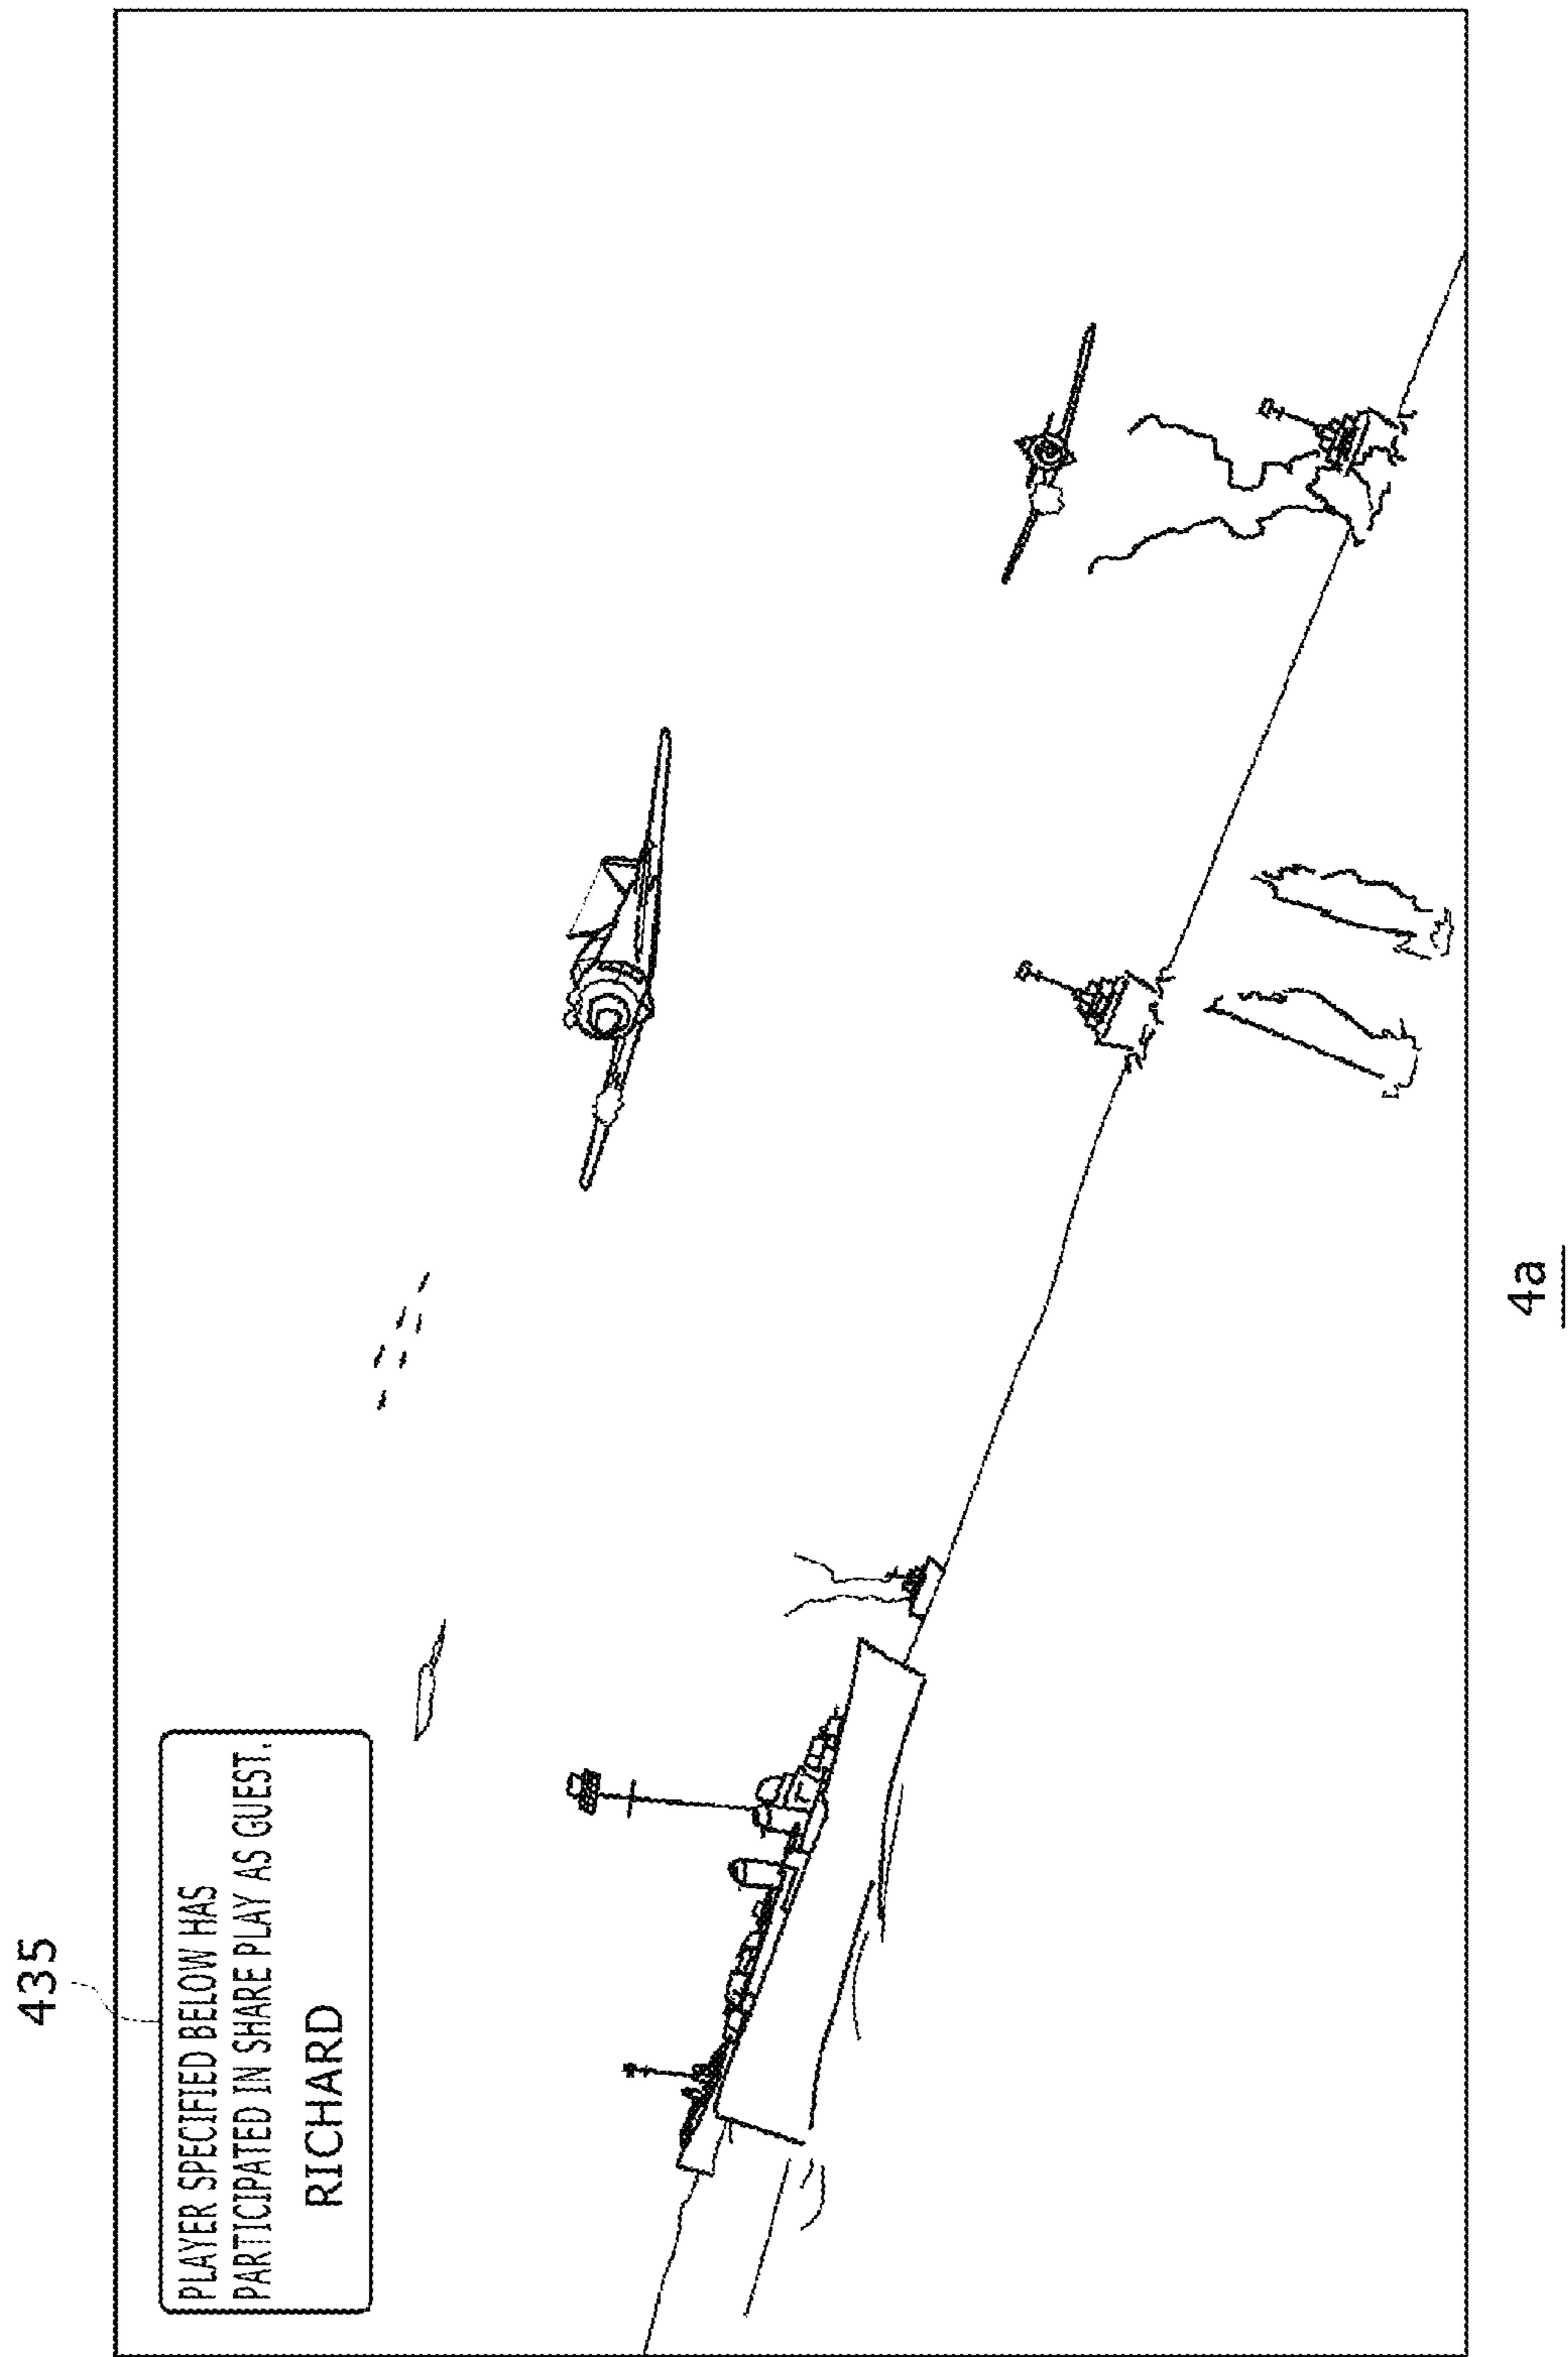 435
PLAYER SPECIFIED BELOW HAS
PARTICIPATED IN SHARE PLAY AS GUEST.
RICHARD
4a